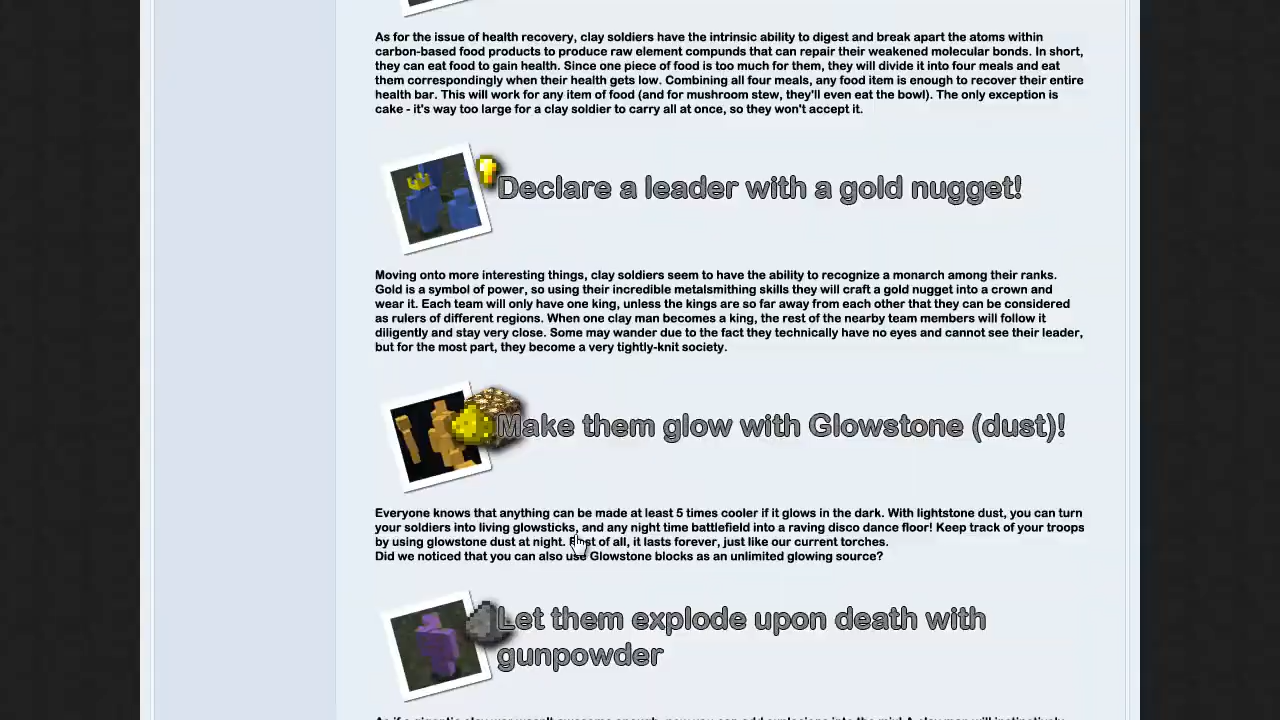 As for the issue of health recovery, clay soldiers have the intrinsic ability to digest and break apart the atoms within
carbon-based food products to produce raw element compunds that can repair their weakened molecular bonds. In short,
they can eat food to gain health. Since one piece of food is too much for them, they will divide it into four meals and eat
them correspondingly when their health gets low. Combining all four meals, any food item is enough to recover their entire
health bar. This will work for any item of food (and for mushroom stew, they'll even eat the bowl). The only exception is
cake - it's way too large for a clay soldier to carry all at once, so they won't accept it.
Declare a leader with a gold nugget!
Moving onto more interesting things, clay soldiers seem to have the ability to recognize a monarch among their ranks.
Gold is a symbol of power, so using their incredible metalsmithing skills they will craft a gold nugget into a crown and
wear it. Each team will only have one king, unless the kings are so far away from each other that they can be considered
as rulers of different regions. When one clay man becomes a king, the rest of the nearby team members will follow it
diligently and stay very close. Some may wander due to the fact they technically have no eyes and cannot see their leader,
but for the most part, they become a very tightly-knit society.
Make them glow with Glowstone (dust)!
Everyone knows that anything can be made at least 5 times cooler if it glows in the dark. With lightstone dust, you can turn
your soldiers into living glowsticks, and any night time battlefield into a raving disco dance floor! Keep track of your troops
by using glowstone dust at night. of all, it lasts forever, just like our current torches.
Did we noticed that you can also use Glowstone blocks as an unlimited glowing source?
Let them explode upon death with
gunpowder